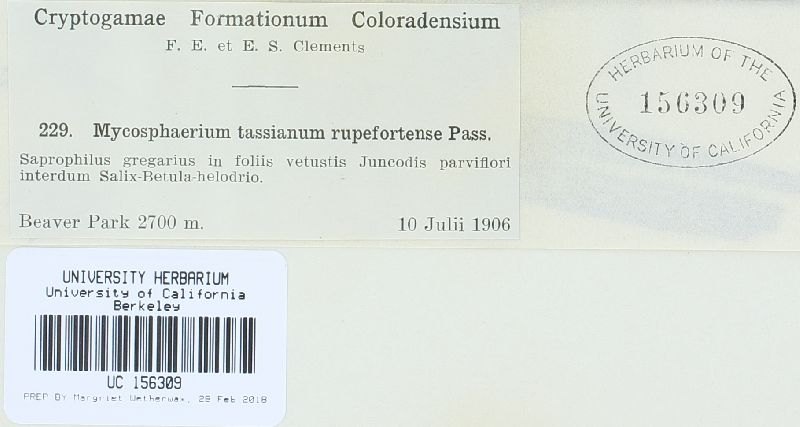 Cryptogamae Formationum Coloradensium
F. E. et E. S. Clements
229. Mycosphaerium tassianum rupefortense Pass.
Saprophilus gregarius in foliis vetustis Juncodis parviflori
interdum Salix-Betula-helodrio.
Beaver Park 2700 m. 10 Julii 1906
HERBARIUM OF THE
156309
UNIVERSITY OF CALIFORNIA
UNIVERSITY HERBARIUM
University of California
Berkeley
UC 156309
PREP BY Margriet Wetherwax, 28 Feb 2018